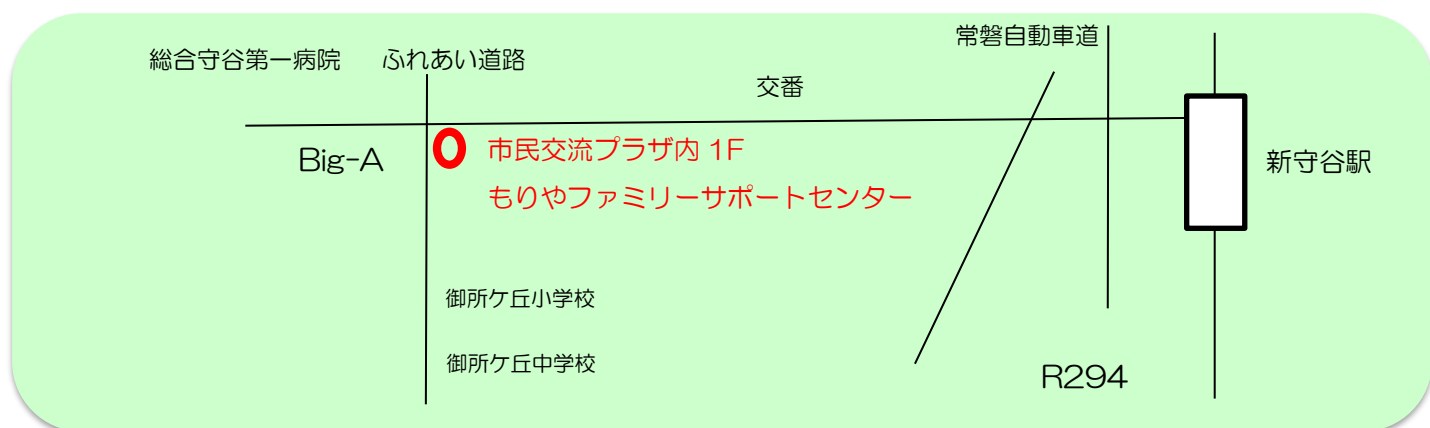 常磐自動車道
総合守谷第一病院 ふれあい道路
交番
市民交流プラザ内 1F
Big-A
新守谷駅
もりやファミリーサポートセンター
御所ケ丘小学校
御所ケ丘中学校
R294